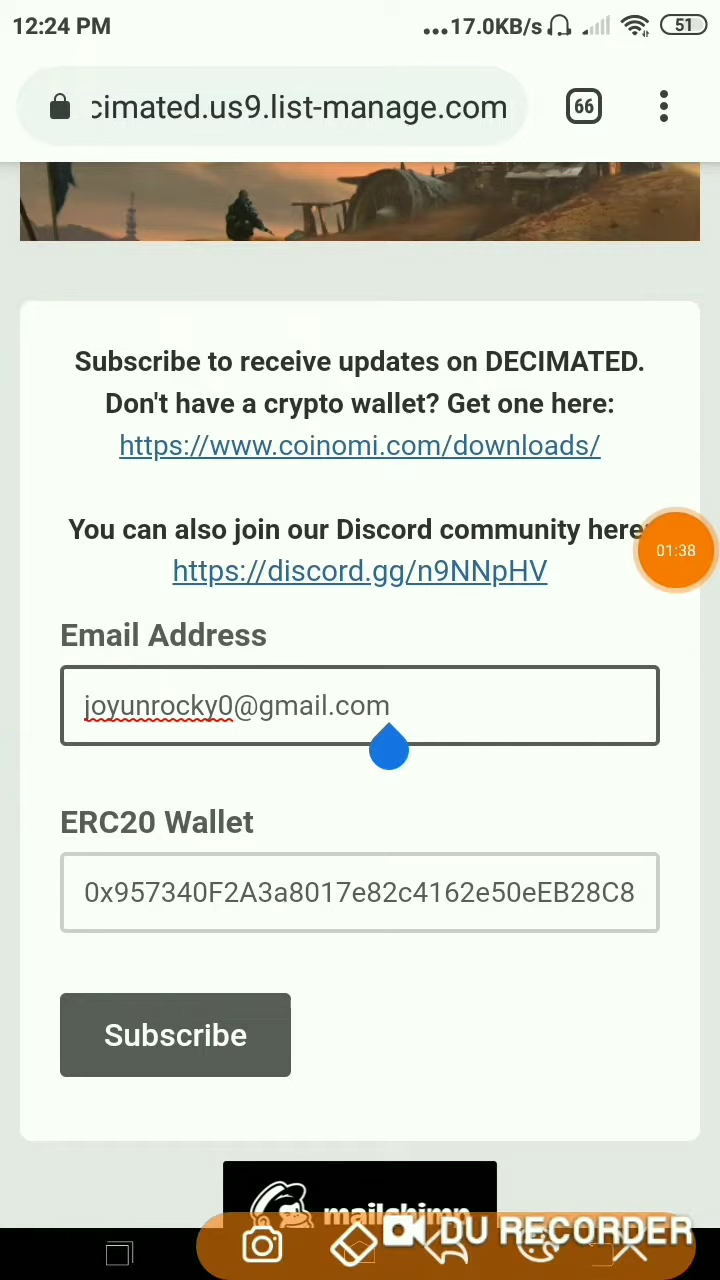 12:24 PM
...17.0KB/s
51
cimated.us9.list-manage.com
66
Subscribe to receive updates on DECIMATED.
Don't have a crypto wallet? Get one here:
https://www.coinomi.com/downloads/
You can also join our Discord community here:
https://discord.gg/n9NNpHV
01:38
Email Address
joyunrocky0@gmail.com
ERC20 Wallet
0x957340F2A3a8017e82c4162e50eEB28C8
Subscribe
mailchimp
DU RECORDER